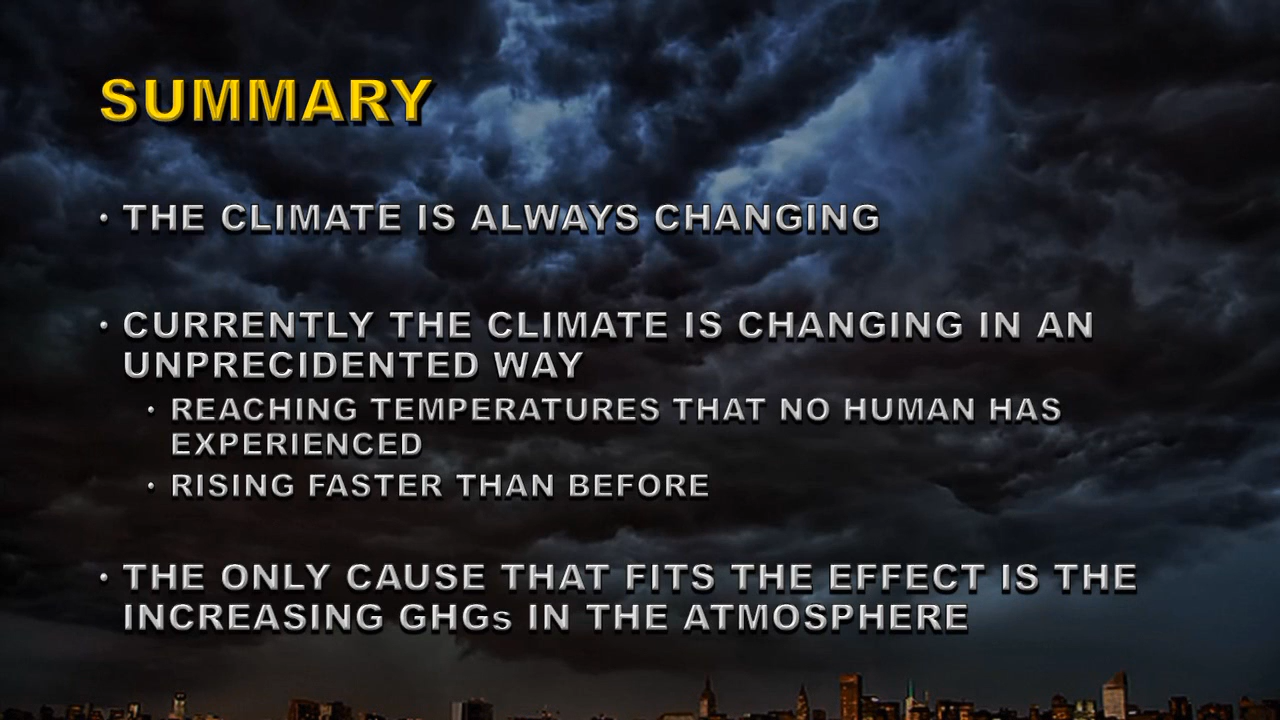 SUMMARY
• THE CLIMATE IS ALWAYS CHANGING
• CURRENTLY THE CLIMATE IS CHANGING IN AN
UNPRECIDENTED WAY
• REACHING TEMPERATURES THAT NO HUMAN HAS
EXPERIENCED
• RISING FASTER THAN BEFORE
• THE ONLY CAUSE THAT FITS THE EFFECT IS THE
INCREASING GHGs IN THE ATMOSPHERE